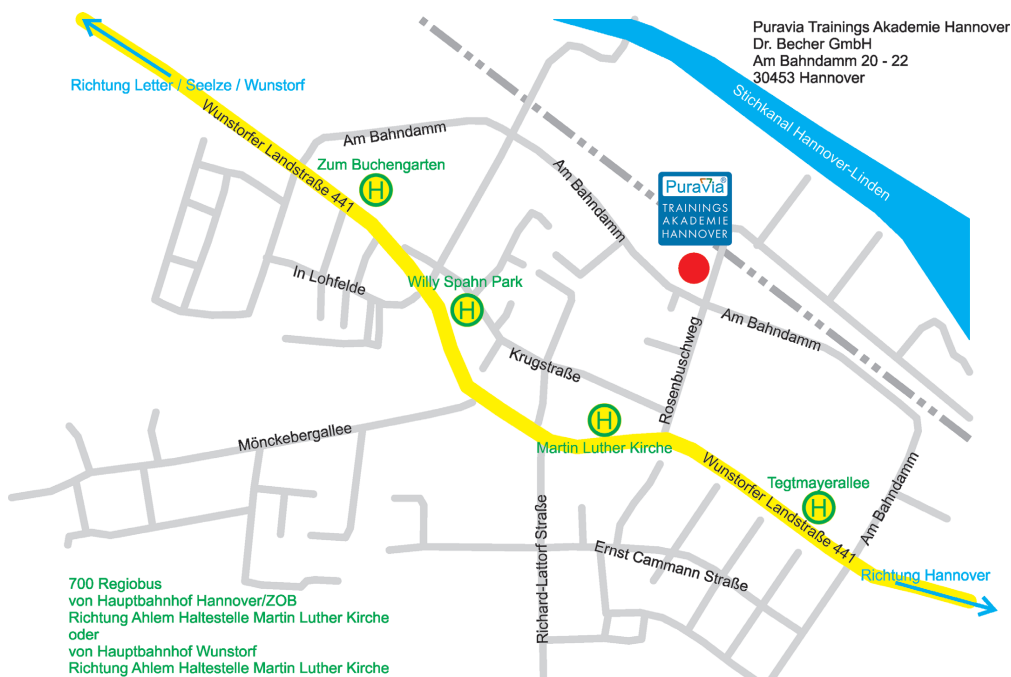 Puravia Trainings Akademie Hannover
Dr. Becher GmbH
Am Bahndamm 20 - 22
30453 Hannover
Richtung Letter / Seelze / Wunstorf
Stichkanal Hannover-Linden
Wunstorfer Landstraße 441
Am Bahndamm
Zum Buchengarten
H
Am Bahndamm
PuraVia®
TRAININGS
AKADEMIE
HANNOVER
In Lohfelde
Willy Spahn Park
H
Am Bahndamm
Krugstraße
Rosenbuschweg
H
Martin Luther Kirche
Mönckebergallee
Wunstorfer Landstraße 441
Tegtmayerallee
H
Am Bahndamm
Richard-Lattorf Straße
Ernst Cammann Straße
Richtung Hannover
700 Regiobus
von Hauptbahnhof Hannover/ZOB
Richtung Ahlem Haltestelle Martin Luther Kirche
oder
von Hauptbahnhof Wunstorf
Richtung Ahlem Haltestelle Martin Luther Kirche